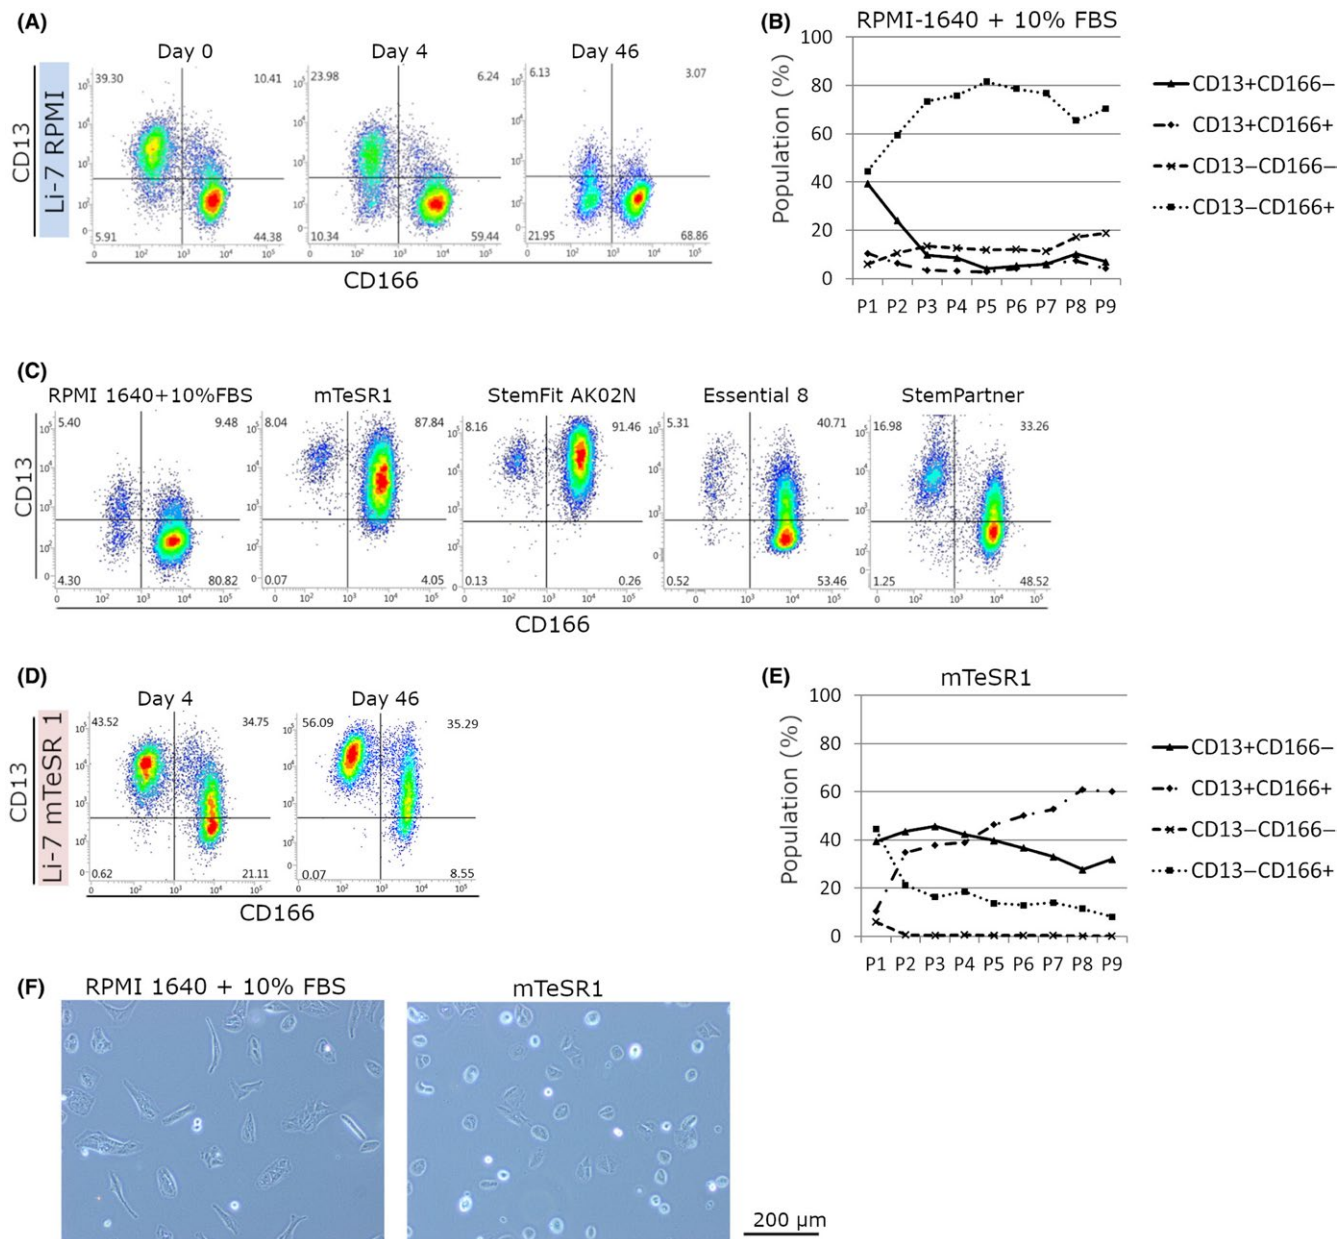 (A)
Day 0
Day 4
Day 46
CD13
Li-7 RPMI
39.30
10.41
5.91
44.38
23.98
6.24
10.34
59.44
6.13
3.07
21.95
68.86
CD166
(B)
RPMI-1640 + 10% FBS
Population (%)
100
80
60
40
20
0
P1 P2 P3 P4 P5 P6 P7 P8 P9
CD13+CD166−
CD13+CD166+
CD13−CD166−
CD13−CD166+
(C)
RPMI 1640+10%FBS
mTeSR1
StemFit AK02N
Essential 8
StemPartner
CD13
5.40
9.48
4.30
80.82
8.04
87.84
0.07
4.05
8.16
91.46
0.13
0.26
5.31
40.71
0.52
53.46
16.98
33.26
1.25
48.52
CD166
(D)
Day 4
Day 46
CD13
Li-7 mTeSR 1
43.52
34.75
0.62
21.11
56.09
35.29
0.07
8.55
CD166
(E)
mTeSR1
Population (%)
100
80
60
40
20
0
P1 P2 P3 P4 P5 P6 P7 P8 P9
CD13+CD166−
CD13+CD166+
CD13−CD166−
CD13−CD166+
(F)
RPMI 1640 + 10% FBS
mTeSR1
200 µm